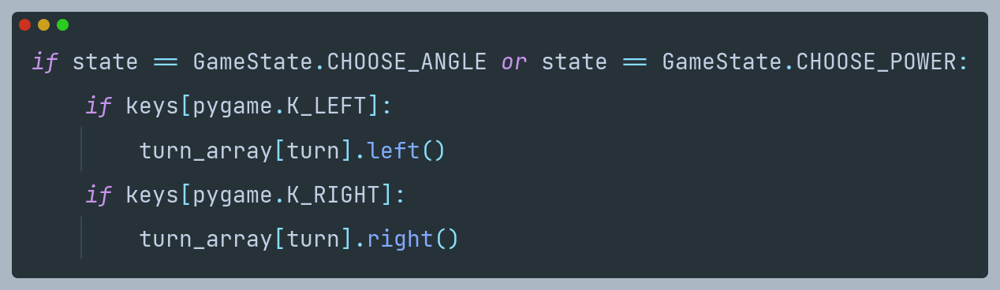 if state == GameState.CHOOSE_ANGLE or state == GameState.CHOOSE_POWER:
    if keys[pygame.K_LEFT]:
        turn_array[turn].left()
    if keys[pygame.K_RIGHT]:
        turn_array[turn].right()